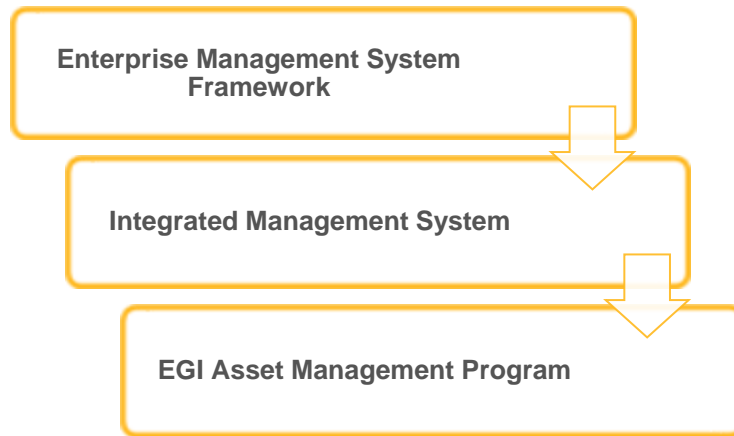 Enterprise Management System
Framework
Integrated Management System
EGI Asset Management Program